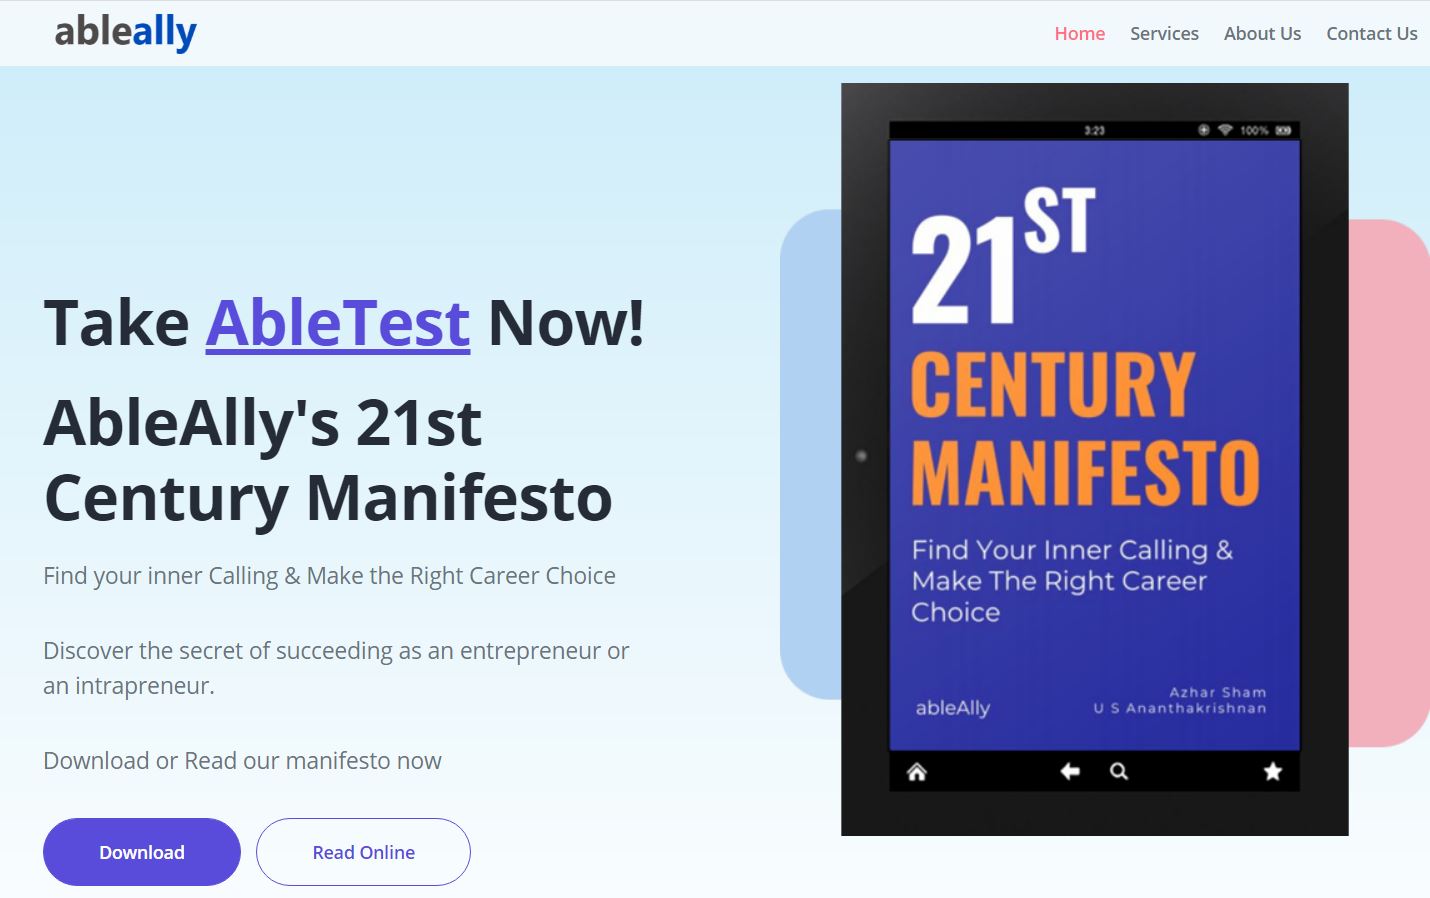 ableally
Home Services About Us Contact Us
Take AbleTest Now!
AbleAlly's 21st
Century Manifesto
Find your inner Calling & Make the Right Career Choice
Discover the secret of succeeding as an entrepreneur or
an intrapreneur.
Download or Read our manifesto now
Download Read Online
3:23 100%
21ST
CENTURY
MANIFESTO
Find Your Inner Calling &
Make The Right Career
Choice
Azhar Sham
ableAlly U S Ananthakrishnan